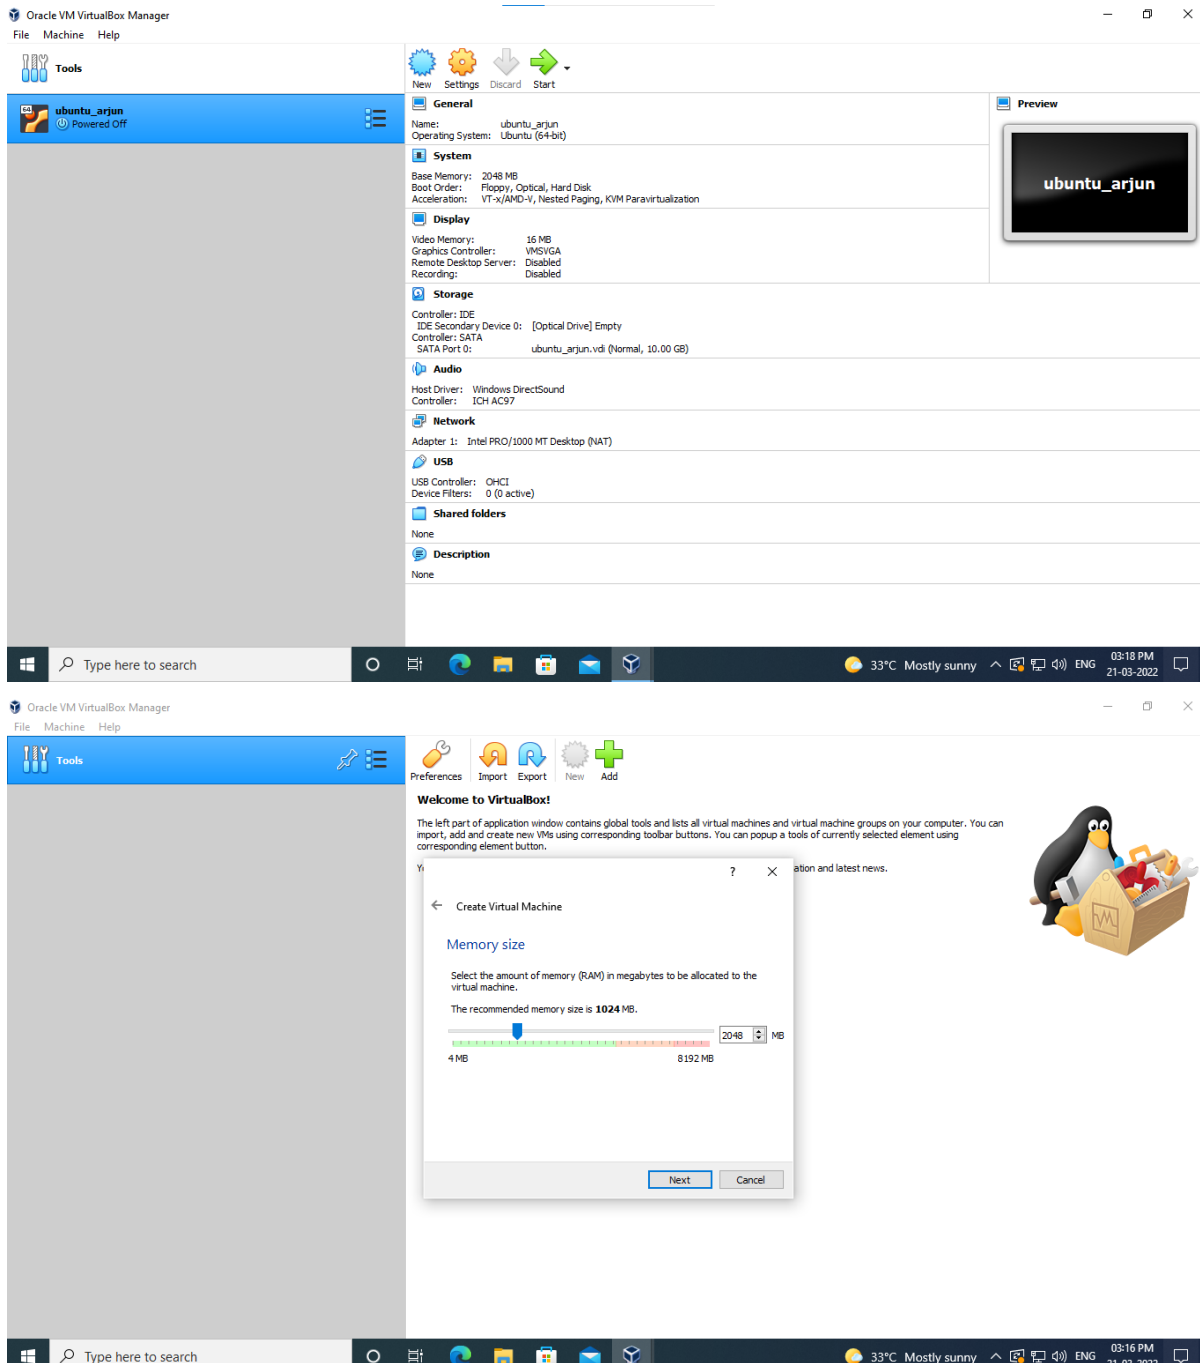 Oracle VM VirtualBox Manager
File Machine Help
Tools
New Settings Discard Start
64
ubuntu_arjun
Powered Off
General
Name: ubuntu_arjun
Operating System: Ubuntu (64-bit)
Preview
ubuntu_arjun
System
Base Memory: 2048 MB
Boot Order: Floppy, Optical, Hard Disk
Acceleration: VT-x/AMD-V, Nested Paging, KVM Paravirtualization
Display
Video Memory: 16 MB
Graphics Controller: VMSVGA
Remote Desktop Server: Disabled
Recording: Disabled
Storage
Controller: IDE
IDE Secondary Device 0: [Optical Drive] Empty
Controller: SATA
SATA Port 0: ubuntu_arjun.vdi (Normal, 10.00 GB)
Audio
Host Driver: Windows DirectSound
Controller: ICH AC97
Network
Adapter 1: Intel PRO/1000 MT Desktop (NAT)
USB
USB Controller: OHCI
Device Filters: 0 (0 active)
Shared folders
None
Description
None
Type here to search
33°C Mostly sunny ENG 03:18 PM
21-03-2022
Oracle VM VirtualBox Manager
File Machine Help
Tools
Preferences Import Export New Add
Welcome to VirtualBox!
The left part of application window contains global tools and lists all virtual machines and virtual machine groups on your computer. You can
import, add and create new VMs using corresponding toolbar buttons. You can popup a tools of currently selected element using
corresponding element button.
ation and latest news.
?
Create Virtual Machine
Memory size
Select the amount of memory (RAM) in megabytes to be allocated to the
virtual machine.
The recommended memory size is 1024 MB.
2048 MB
4 MB 8192 MB
Next Cancel
Type here to search
33°C Mostly sunny ENG 03:16 PM
21-03-2022